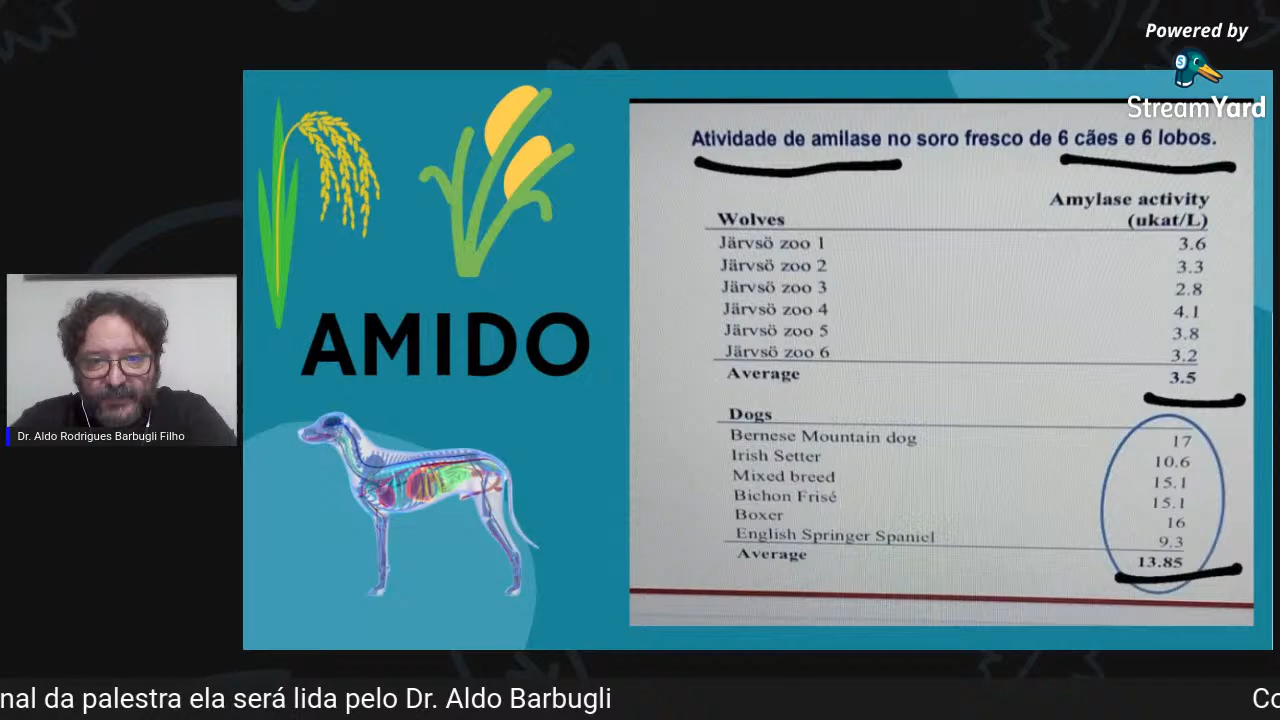 Powered by
StreamYard
Atividade de amilase no soro fresco de 6 cães e 6 lobos.
Wolves Amylase activity (ukat/L)
Järvsö zoo 1 3.6
Järvsö zoo 2 3.3
Järvsö zoo 3 2.8
Järvsö zoo 4 4.1
Järvsö zoo 5 3.8
Järvsö zoo 6 3.2
Average 3.5
Dogs
Bernese Mountain dog 17
Irish Setter 10.6
Mixed breed 15.1
Bichon Frisé 15.1
Boxer 16
English Springer Spaniel 9.3
Average 13.85
AMIDO
Dr. Aldo Rodrigues Barbugli Filho
nal da palestra ela será lida pelo Dr. Aldo Barbugli
Co